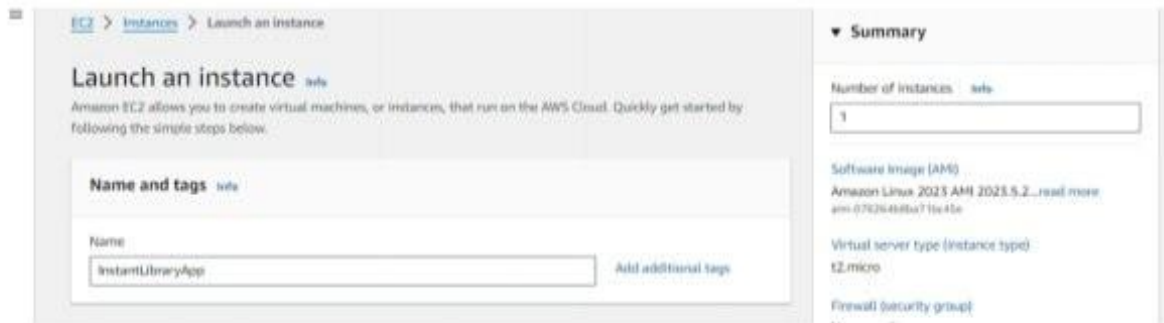 EC2 > Instances > Launch an instance
Launch an instance Info
Amazon EC2 allows you to create virtual machines, or instances, that run on the AWS Cloud. Quickly get started by
following the simple steps below.
Name and tags Info
Name
InstantLibraryApp
Add additional tags
▼ Summary
Number of instances Info
1
Software Image (AMI)
Amazon Linux 2023 AMI 2023.5.2...read more
Virtual server type (instance type)
t2.micro
Firewall (security group)